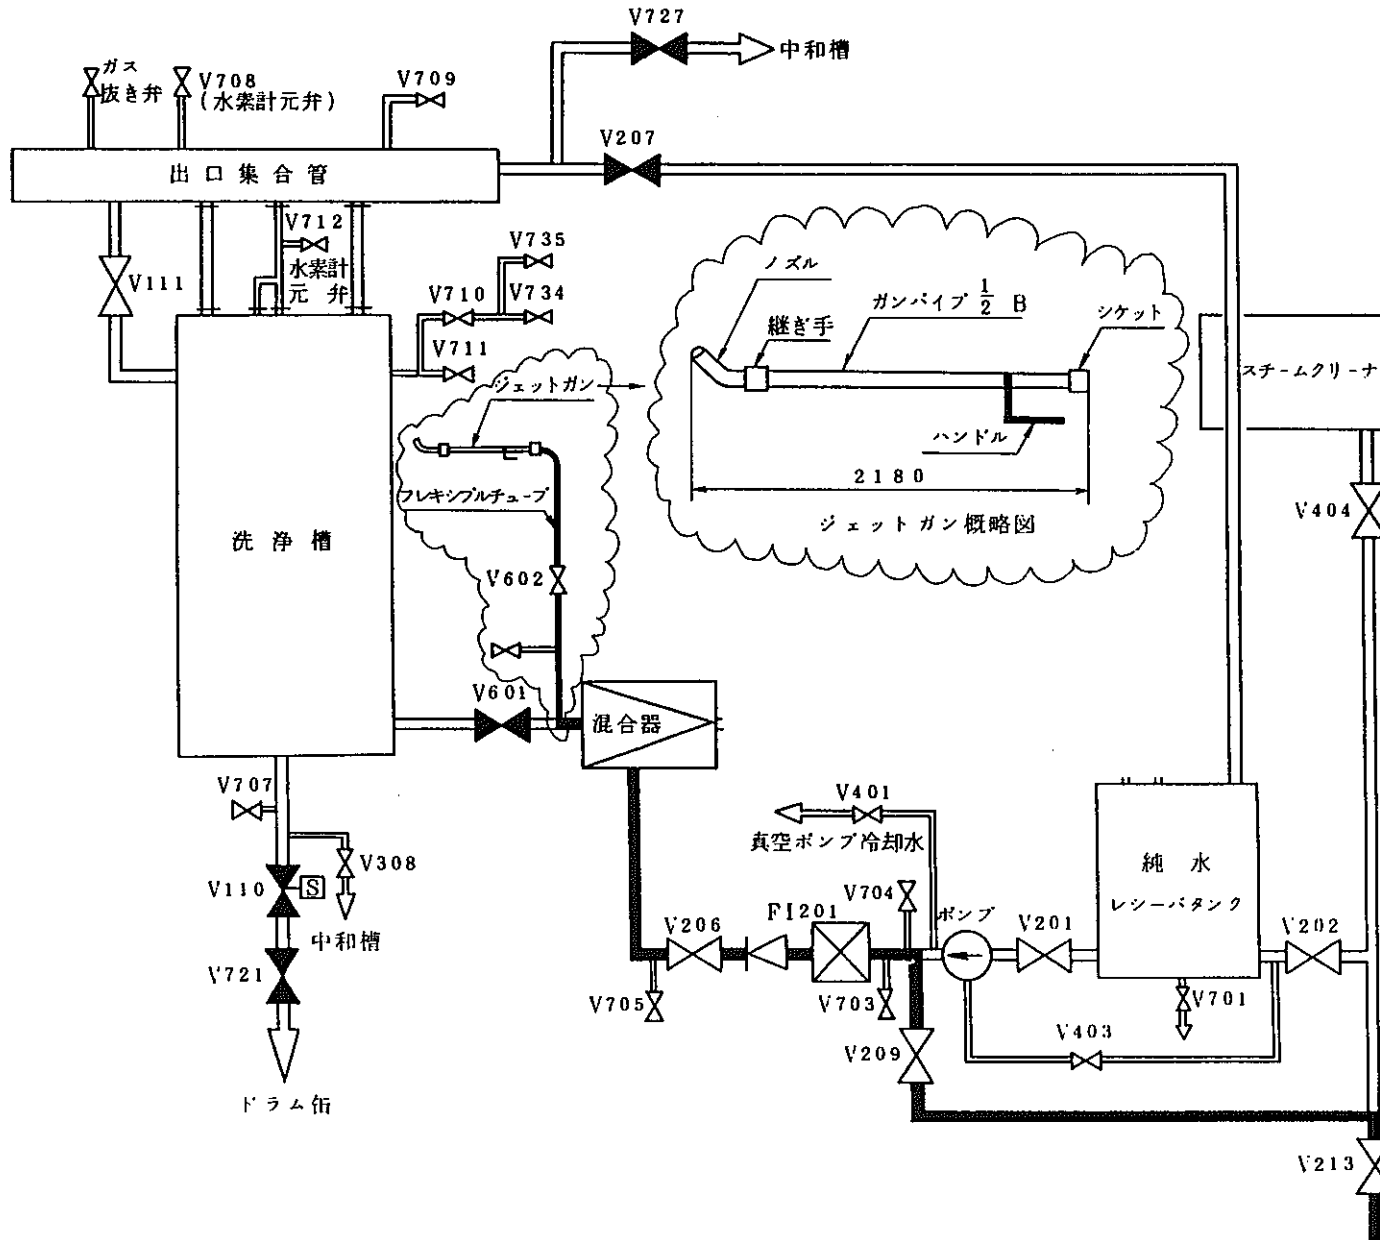 V727
中和槽
ガス
抜き弁
V708
(水素計元弁)
V709
V207
出口集合管
V712
水素計
元弁
V111
V735
V710
V734
V711
ジェットガン
ノズル
継ぎ手
ガンパイプ 1/2 B
シケット
ハンドル
2180
ジェットガン概略図
スチームクリーナ
V404
フレキシブルチューブ
洗浄槽
V602
V601
混合器
V707
V110
S
V308
中和槽
V721
ドラム缶
V401
真空ポンプ冷却水
V704
FI201
V206
ポンプ
V201
純水
レシーバタンク
V202
V705
V703
V701
V209
V403
V213